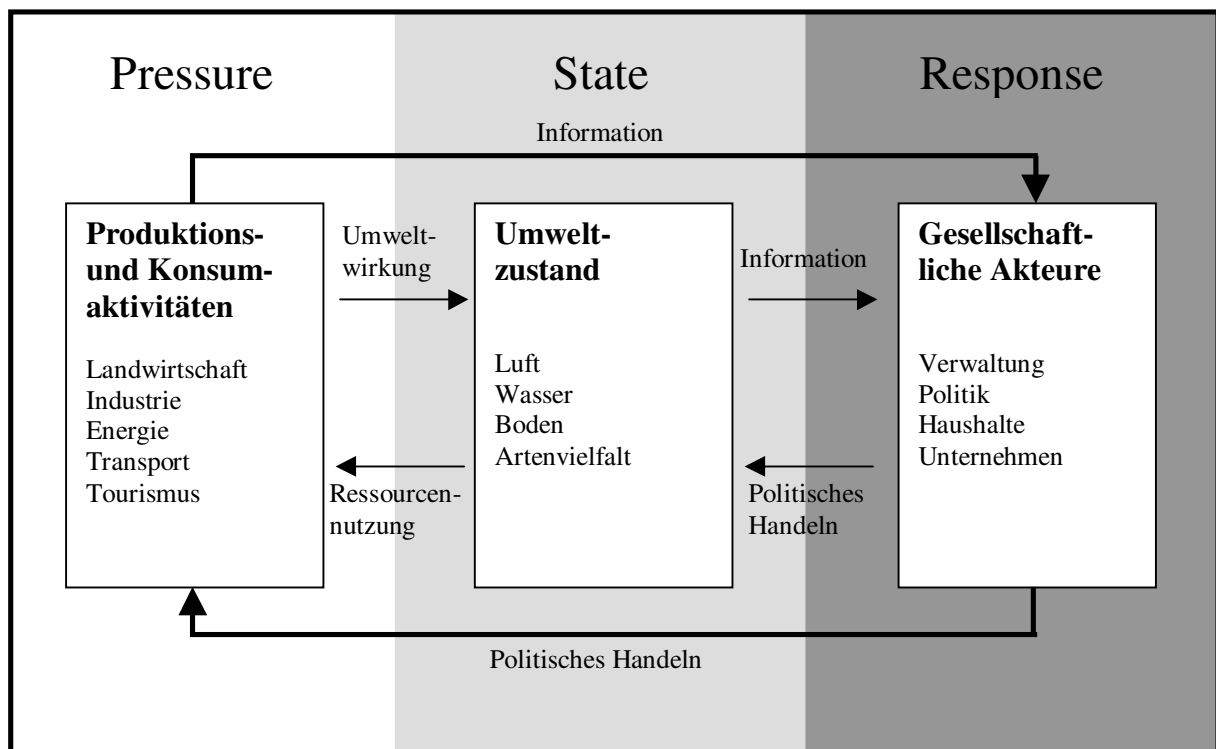 Pressure
State
Response
Information
Produktions-
und Konsum-
aktivitäten
Landwirtschaft
Industrie
Energie
Transport
Tourismus
Umwelt-
wirkung
Ressourcen-
nutzung
Umwelt-
zustand
Luft
Wasser
Boden
Artenvielfalt
Information
Politisches
Handeln
Gesellschaft-
liche Akteure
Verwaltung
Politik
Haushalte
Unternehmen
Politisches Handeln